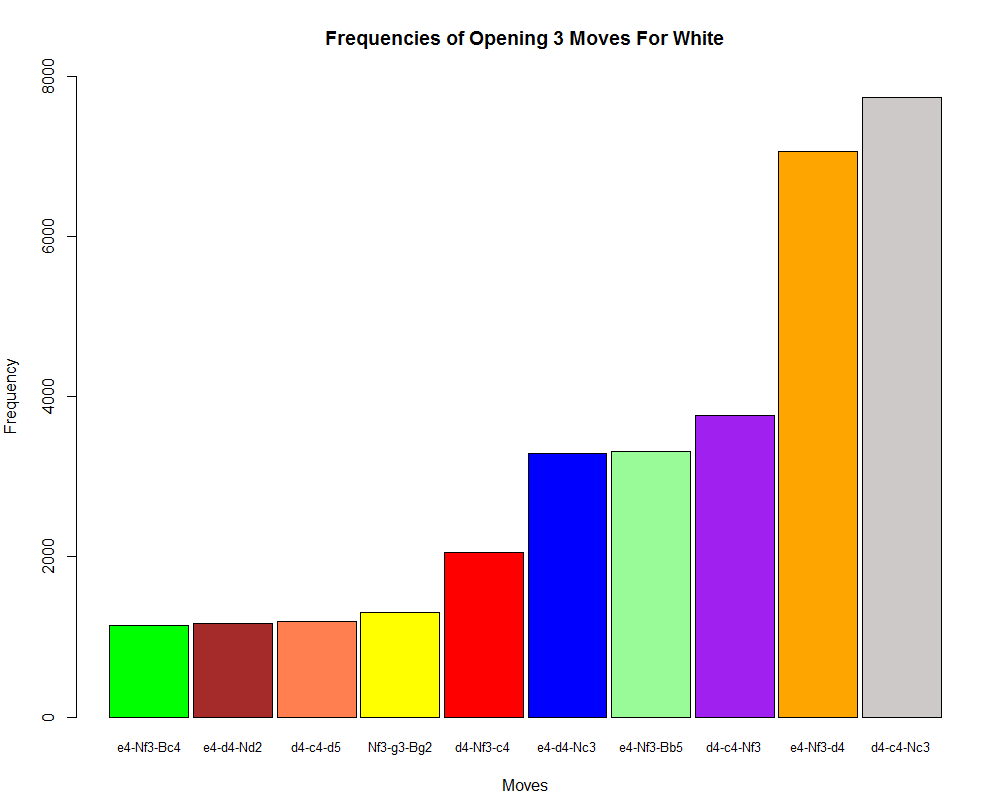 Frequencies of Opening 3 Moves For White
8000
6000
4000
2000
0
Frequency
e4-Nf3-Bc4 e4-d4-Nd2 d4-c4-d5 Nf3-g3-Bg2 d4-Nf3-c4 e4-d4-Nc3 e4-Nf3-Bb5 d4-c4-Nf3 e4-Nf3-d4 d4-c4-Nc3
Moves